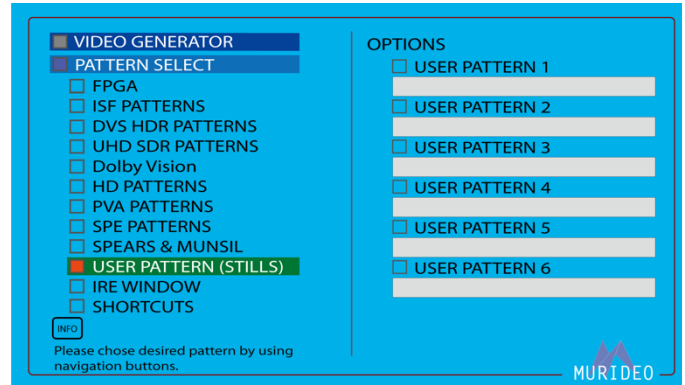 VIDEO GENERATOR
PATTERN SELECT
FPGA
ISF PATTERNS
DVS HDR PATTERNS
UHD SDR PATTERNS
Dolby Vision
HD PATTERNS
PVA PATTERNS
SPE PATTERNS
SPEARS & MUNSIL
USER PATTERN (STILLS)
IRE WINDOW
SHORTCUTS
INFO
Please chose desired pattern by using
navigation buttons.
OPTIONS
USER PATTERN 1
USER PATTERN 2
USER PATTERN 3
USER PATTERN 4
USER PATTERN 5
USER PATTERN 6
MURIDEO